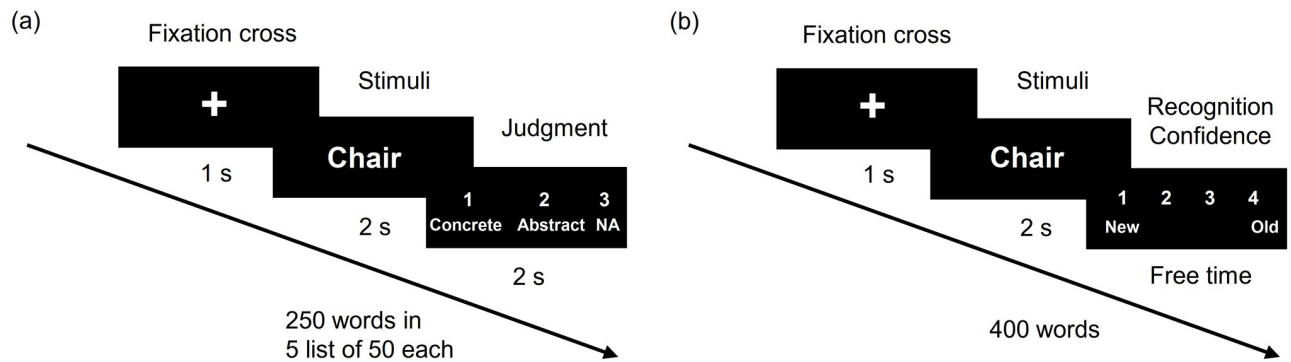 (a)
Fixation cross
+
1 s
Stimuli
Chair
2 s
Judgment
1 2 3
Concrete Abstract NA
2 s
250 words in
5 list of 50 each
(b)
Fixation cross
+
1 s
Stimuli
Chair
2 s
Recognition
Confidence
1 2 3 4
New Old
Free time
400 words